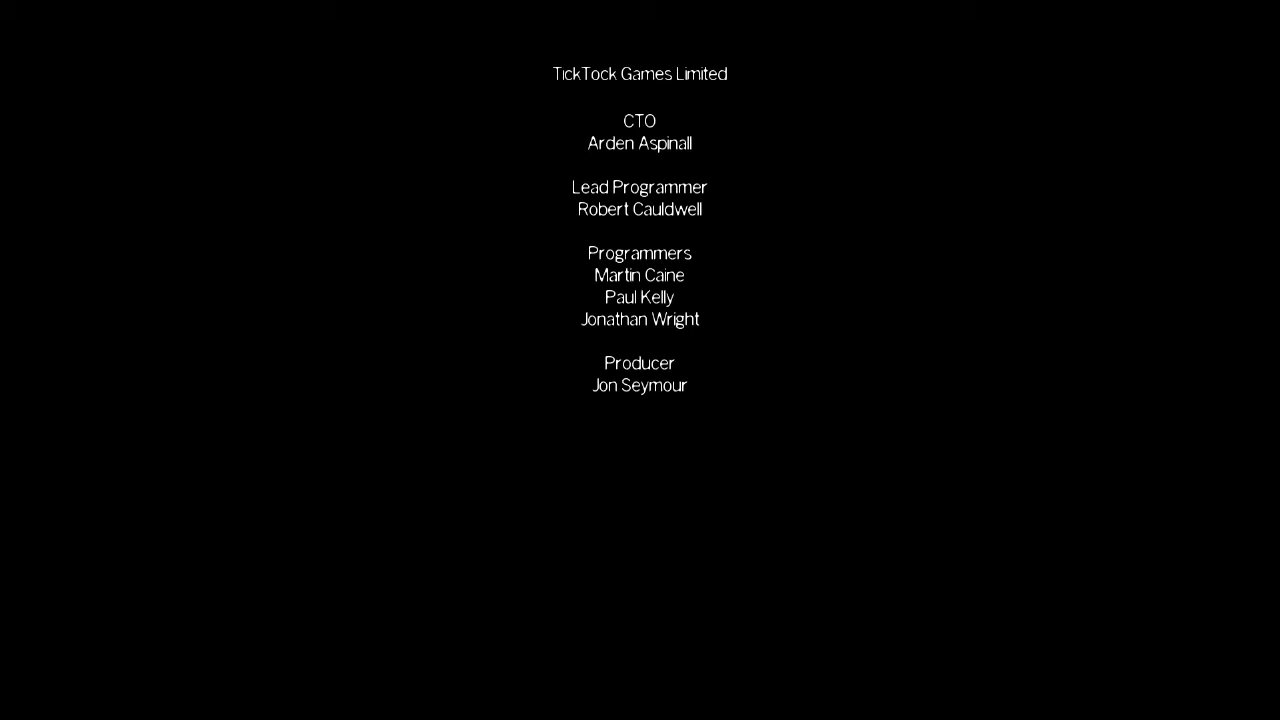 TickTock Games Limited
CTO
Arden Aspinall
Lead Programmer
Robert Cauldwell
Programmers
Martin Caine
Paul Kelly
Jonathan Wright
Producer
Jon Seymour